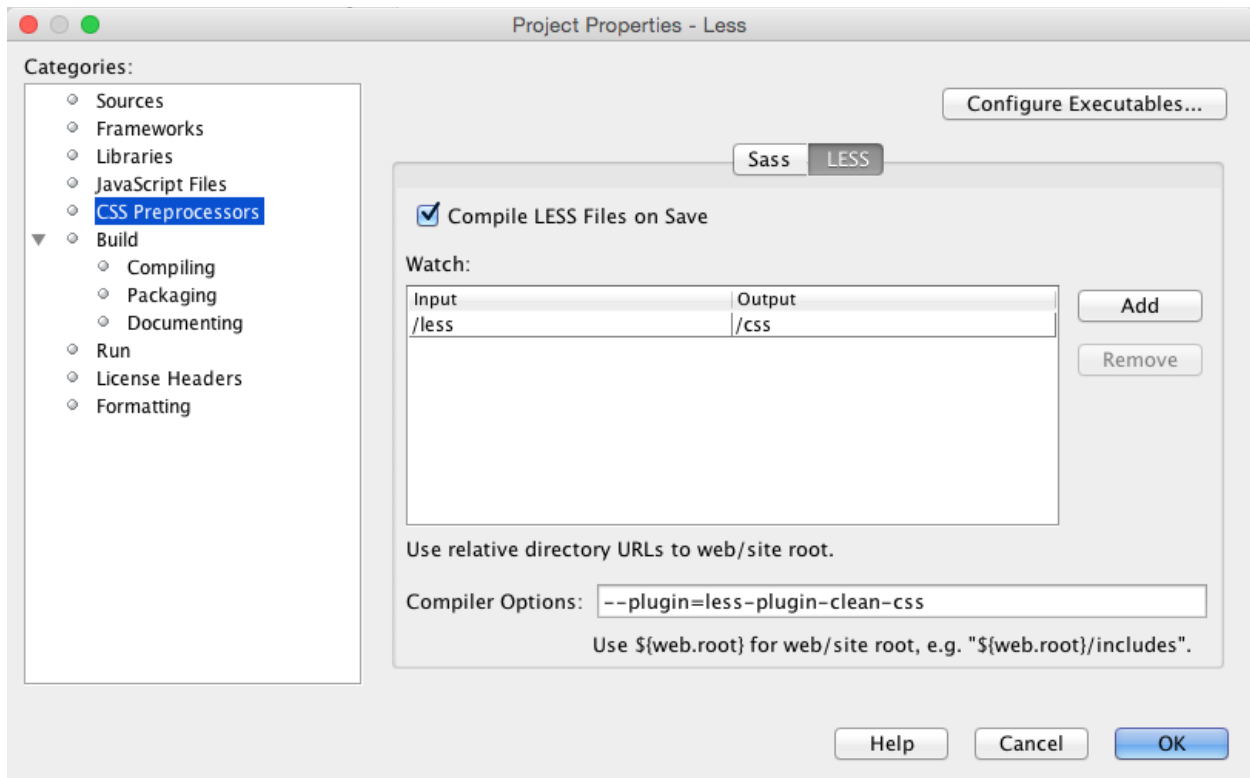 Project Properties - Less
Categories:
Sources
Frameworks
Libraries
JavaScript Files
CSS Preprocessors
Build
Compiling
Packaging
Documenting
Run
License Headers
Formatting
Configure Executables...
Sass LESS
Compile LESS Files on Save
Watch:
Input Output
/less /css
Add
Remove
Use relative directory URLs to web/site root.
Compiler Options: --plugin=less-plugin-clean-css
Use ${web.root} for web/site root, e.g. "${web.root}/includes".
Help Cancel OK